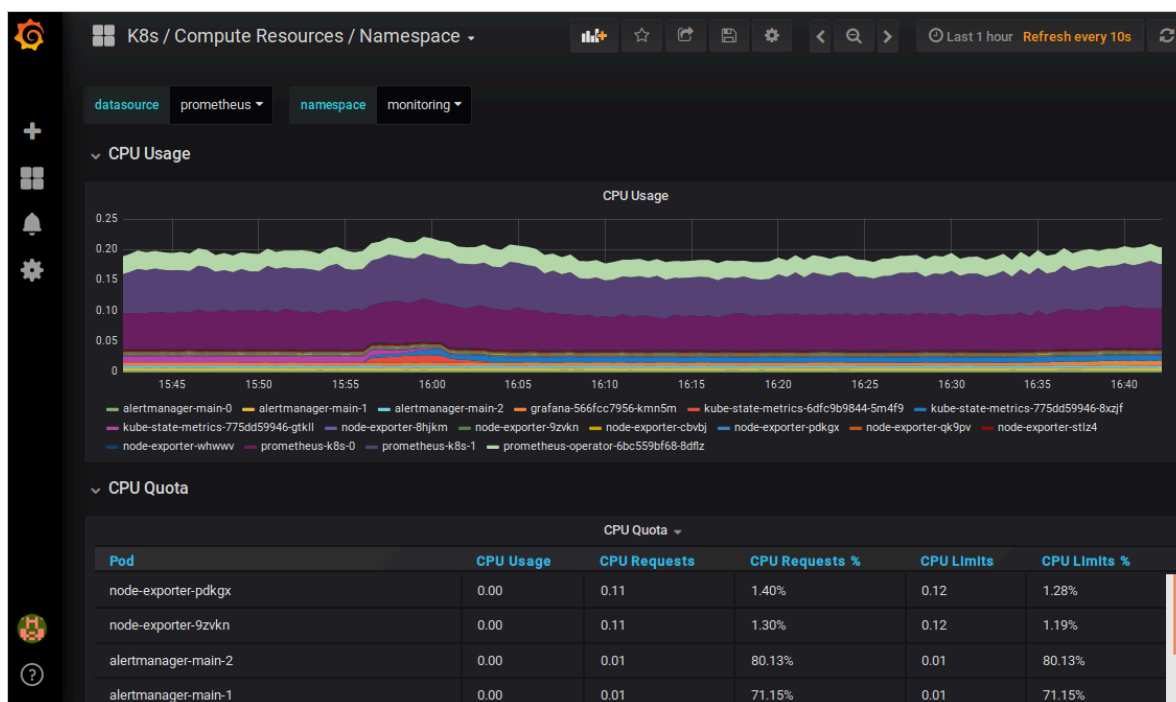 K8s / Compute Resources / Namespace
Last 1 hour Refresh every 10s
datasource prometheus namespace monitoring
CPU Usage
CPU Usage
0.25
0.20
0.15
0.10
0.05
0
15:45 15:50 15:55 16:00 16:05 16:10 16:15 16:20 16:25 16:30 16:35 16:40
alertmanager-main-0 alertmanager-main-1 alertmanager-main-2 grafana-566fcc7956-kmn5m kube-state-metrics-6dfc9b9844-5m4f9 kube-state-metrics-775dd59946-8xzjf
kube-state-metrics-775dd59946-gtkll node-exporter-8hjkm node-exporter-9zvkn node-exporter-cbvbj node-exporter-pdkgx node-exporter-qk9pv node-exporter-stlz4
node-exporter-whwwv prometheus-k8s-0 prometheus-k8s-1 prometheus-operator-6bc559bf68-8dflz
CPU Quota
CPU Quota
Pod CPU Usage CPU Requests CPU Requests % CPU Limits CPU Limits %
node-exporter-pdkgx 0.00 0.11 1.40% 0.12 1.28%
node-exporter-9zvkn 0.00 0.11 1.30% 0.12 1.19%
alertmanager-main-2 0.00 0.01 80.13% 0.01 80.13%
alertmanager-main-1 0.00 0.01 71.15% 0.01 71.15%